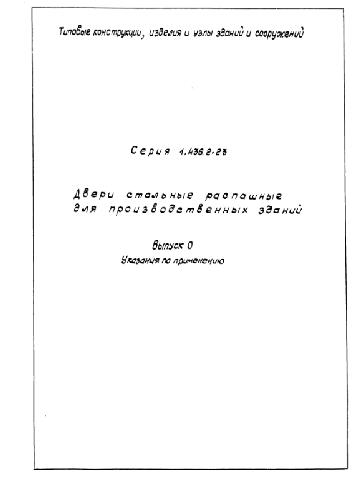 Типовые конструкции, изделия и узлы зданий и сооружений
Серия 1.436.2-23
Двери стальные распашные
для производственных зданий
Выпуск 0
Указания по применению